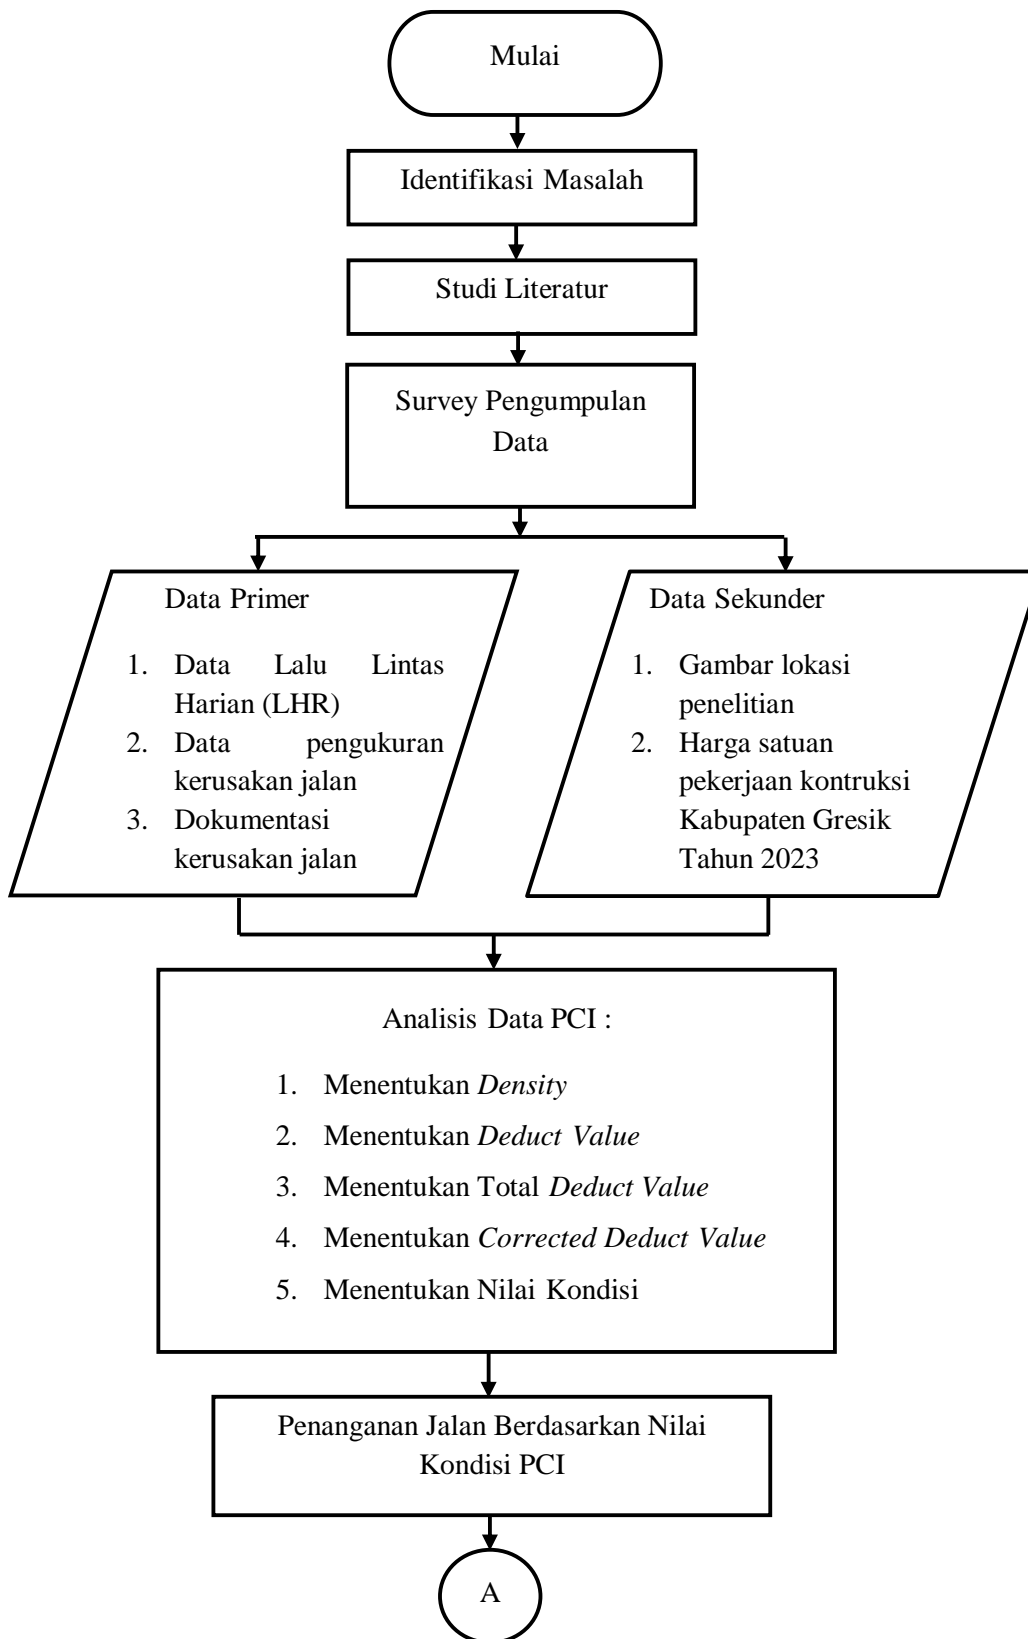 Mulai
Identifikasi Masalah
Studi Literatur
Survey Pengumpulan
Data
Data Primer
1. Data Lalu Lintas
Harian (LHR)
2. Data pengukuran
kerusakan jalan
3. Dokumentasi
kerusakan jalan
Data Sekunder
1. Gambar lokasi
penelitian
2. Harga satuan
pekerjaan kontruksi
Kabupaten Gresik
Tahun 2023
Analisis Data PCI :
1. Menentukan Density
2. Menentukan Deduct Value
3. Menentukan Total Deduct Value
4. Menentukan Corrected Deduct Value
5. Menentukan Nilai Kondisi
Penanganan Jalan Berdasarkan Nilai
Kondisi PCI
A